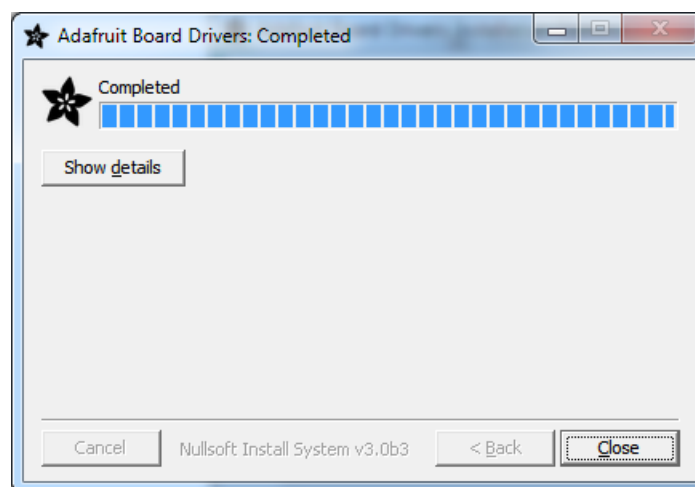 Adafruit Board Drivers: Completed
Completed
Show details
Cancel
Nullsoft Install System v3.0b3
< Back
Close